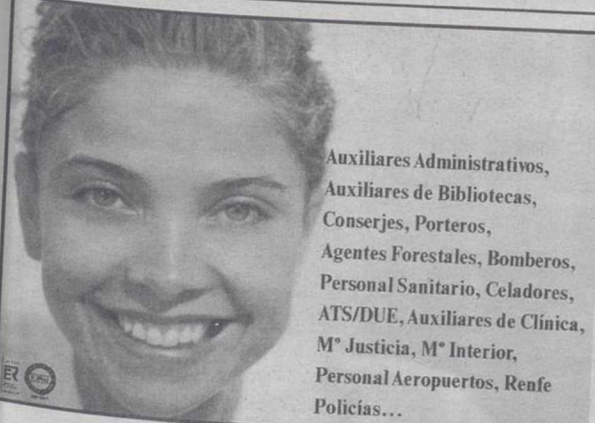 Auxiliares Administrativos,
Auxiliares de Bibliotecas,
Conserjes, Porteros,
Agentes Forestales, Bomberos,
Personal Sanitario, Celadores,
ATS/DUE, Auxiliares de Clínica,
Mº Justicia, Mº Interior,
Personal Aeropuertos, Renfe
Policías...
ER